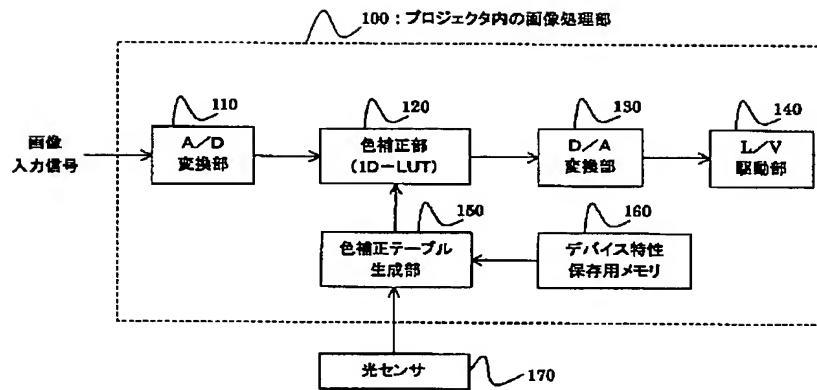 100:プロジェクタ内の画像処理部
110
120
130
140
画像
入力信号
A/D
変換部
色補正部
(1D-LUT)
D/A
変換部
L/V
駆動部
150
160
色補正テーブル
生成部
デバイス特性
保存用メモリ
光センサ
170